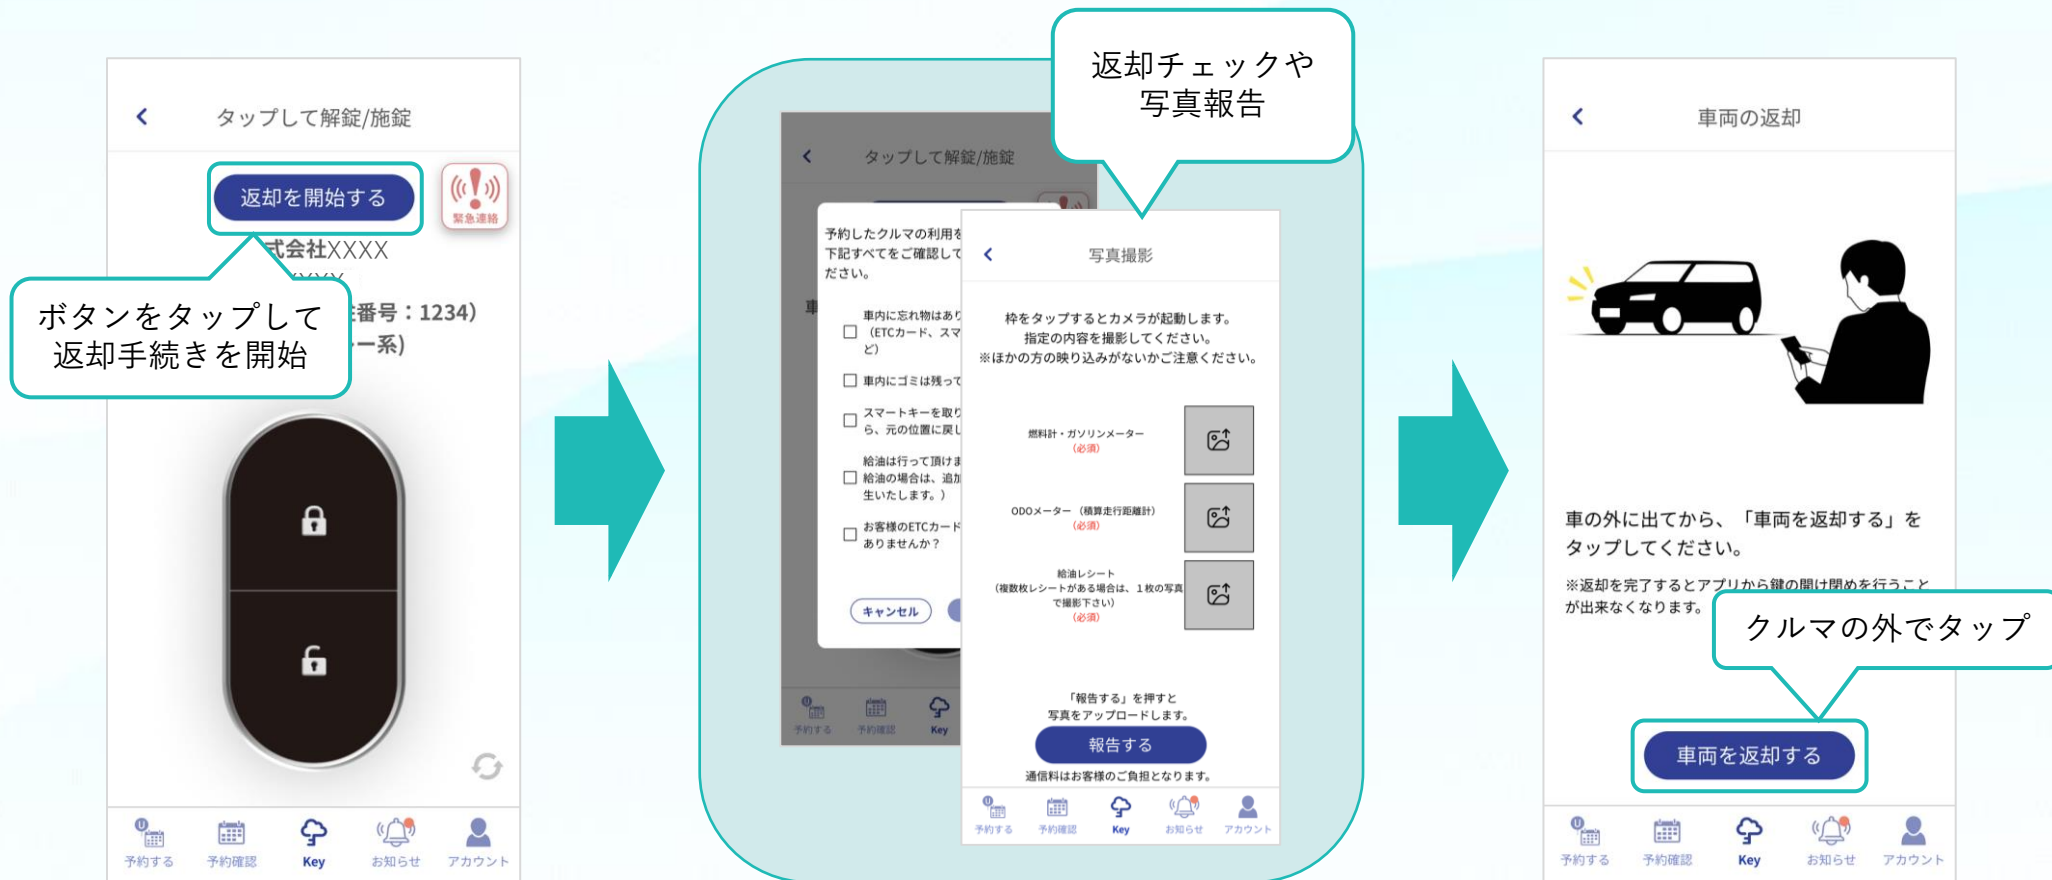 タップして解錠/施錠
返却を開始する
緊急連絡
式会社XXXX
ボタンをタップして
返却手続きを開始
番号：1234）
ー系)
予約する
予約確認
Key
お知らせ
アカウント
返却チェックや
写真報告
タップして解錠/施錠
予約したクルマの利用を
下記すべてをご確認して
ださい。
車内に忘れ物はあり
（ETCカード、スマ
ど）
車内にゴミは残って
スマートキーを取り
ら、元の位置に戻し
給油は行って頂けま
給油の場合は、追加
生いたします。）
お客様のETCカード
ありませんか？
キャンセル
予約する
予約確認
Key
写真撮影
枠をタップするとカメラが起動します。
指定の内容を撮影してください。
※ほかの方の映り込みがないかご注意ください。
燃料計・ガソリンメーター
（必須）
ODOメーター （積算走行距離計）
（必須）
給油レシート
（複数枚レシートがある場合は、１枚の写真
で撮影下さい）
（必須）
「報告する」を押すと
写真をアップロードします。
報告する
通信料はお客様のご負担となります。
予約する
予約確認
Key
お知らせ
アカウント
車両の返却
車の外に出てから、「車両を返却する」を
タップしてください。
※返却を完了するとアプリから鍵の開け閉めを行うこと
が出来なくなります。
クルマの外でタップ
車両を返却する
予約する
予約確認
Key
お知らせ
アカウント